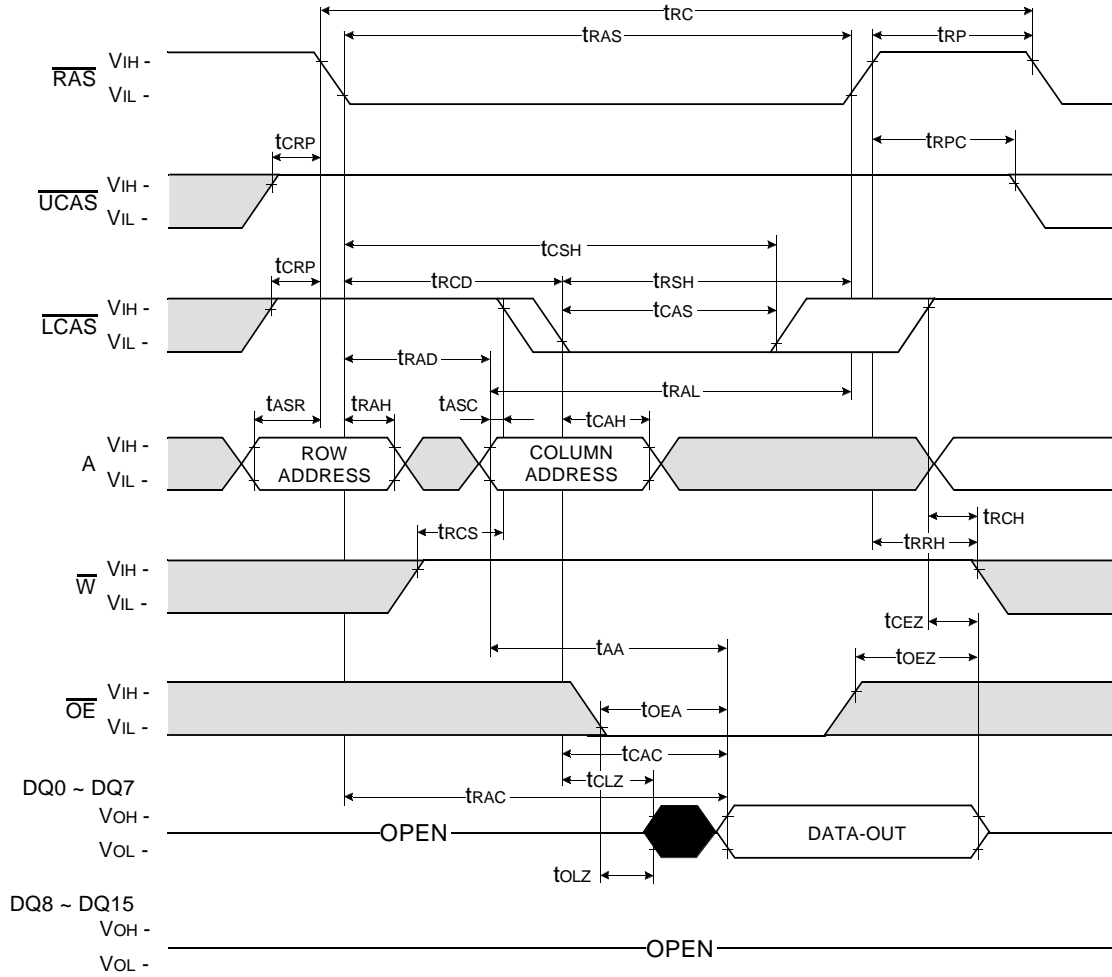 tRC
tRAS
tRP
RAS
VIH -
VIL -
tCRP
tRPC
UCAS
VIH -
VIL -
tCSH
tCRP
tRCD
tRSH
LCAS
VIH -
VIL -
tCAS
tRAD
tRAL
tASR
tRAH
tASC
tCAH
A
VIH -
VIL -
ROW
ADDRESS
COLUMN
ADDRESS
tRCS
tRCH
tRRH
W
VIH -
VIL -
tCEZ
tAA
tOEZ
OE
VIH -
VIL -
tOEA
tCAC
tCLZ
tRAC
DQ0 ~ DQ7
VOH -
VOL -
OPEN
DATA-OUT
tOLZ
DQ8 ~ DQ15
VOH -
VOL -
OPEN